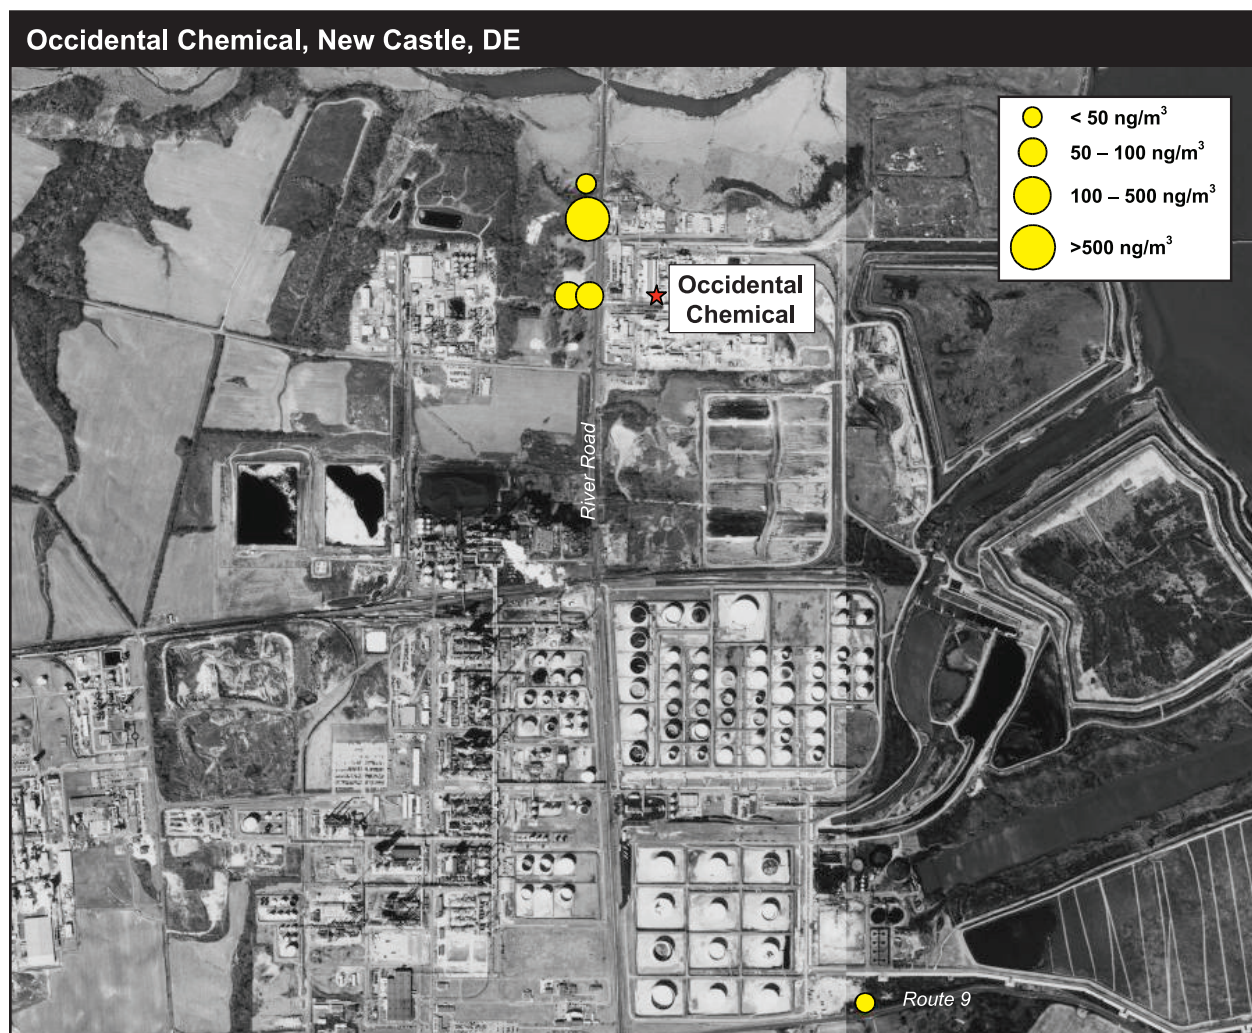 Occidental Chemical, New Castle, DE
< 50 ng/m³
50 – 100 ng/m³
100 – 500 ng/m³
>500 ng/m³
Occidental
Chemical
River Road
Route 9